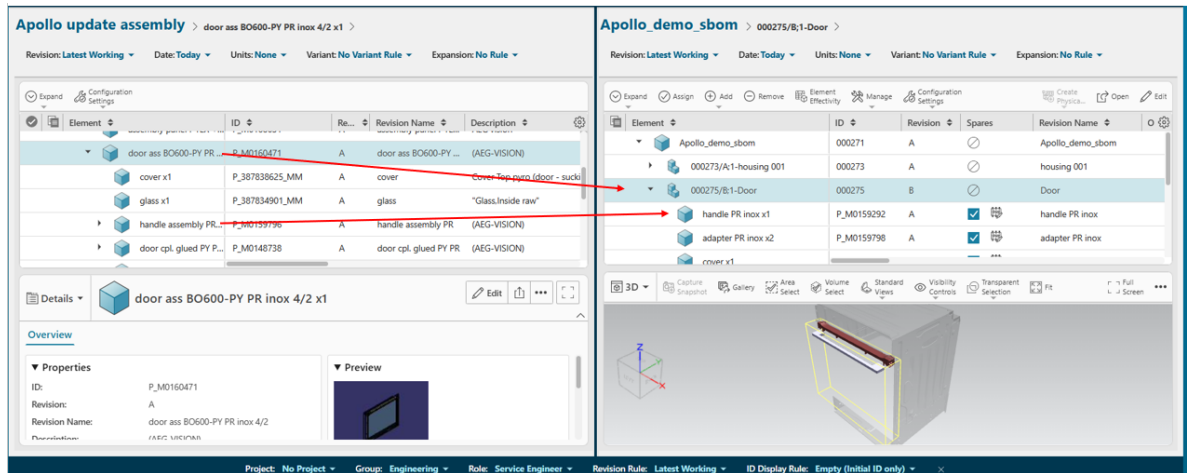 Apollo update assembly > door ass BO600-PY PR inox 4/2 x1 >
Revision: Latest Working Date: Today Units: None Variant: No Variant Rule Expansion: No Rule
Expand Configuration Settings
Element ID Re... Revision Name Description
door ass BO600-PY PR ... P_M0160471 A door ass BO600-PY ... (AEG-VISION)
cover x1 P_387838625_MM A cover Cover Top pyro (door - sucki
glass x1 P_387834901_MM A glass "Glass.Inside raw"
handle assembly PR... P_M0159796 A handle assembly PR (AEG-VISION)
door cpl. glued PY P... P_M0148738 A door cpl. glued PY PR (AEG-VISION)
Details door ass BO600-PY PR inox 4/2 x1 Edit
Overview
Properties
ID: P_M0160471
Revision: A
Revision Name: door ass BO600-PY PR inox 4/2
Description: (AEG-VISION)
Preview
Apollo_demo_sbom > 000275/B;1-Door >
Revision: Latest Working Date: Today Units: None Variant: No Variant Rule Expansion: No Rule
Expand Assign Add Remove Element Effectivity Manage Configuration Settings Create Physica... Open Edit
Element ID Revision Spares Revision Name O
Apollo_demo_sbom 000271 A Apollo_demo_sbom
000273/A;1-housing 001 000273 A housing 001
000275/B;1-Door 000275 B Door
handle PR inox x1 P_M0159292 A handle PR inox
adapter PR inox x2 P_M0159798 A adapter PR inox
cover x1
3D Capture Snapshot Gallery Area Select Volume Select Standard Views Visibility Controls Transparent Selection Fit Full Screen
Z
X
Project: No Project Group: Engineering Role: Service Engineer Revision Rule: Latest Working ID Display Rule: Empty (Initial ID only)